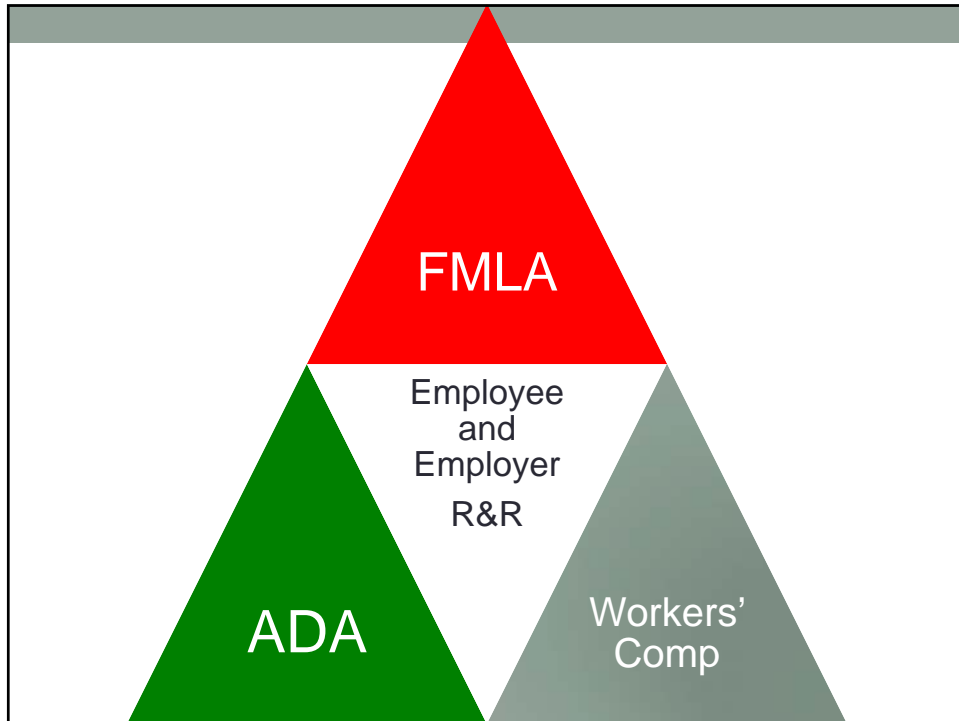 FMLA
Employee
and
Employer
R&R
ADA
Workers’
Comp